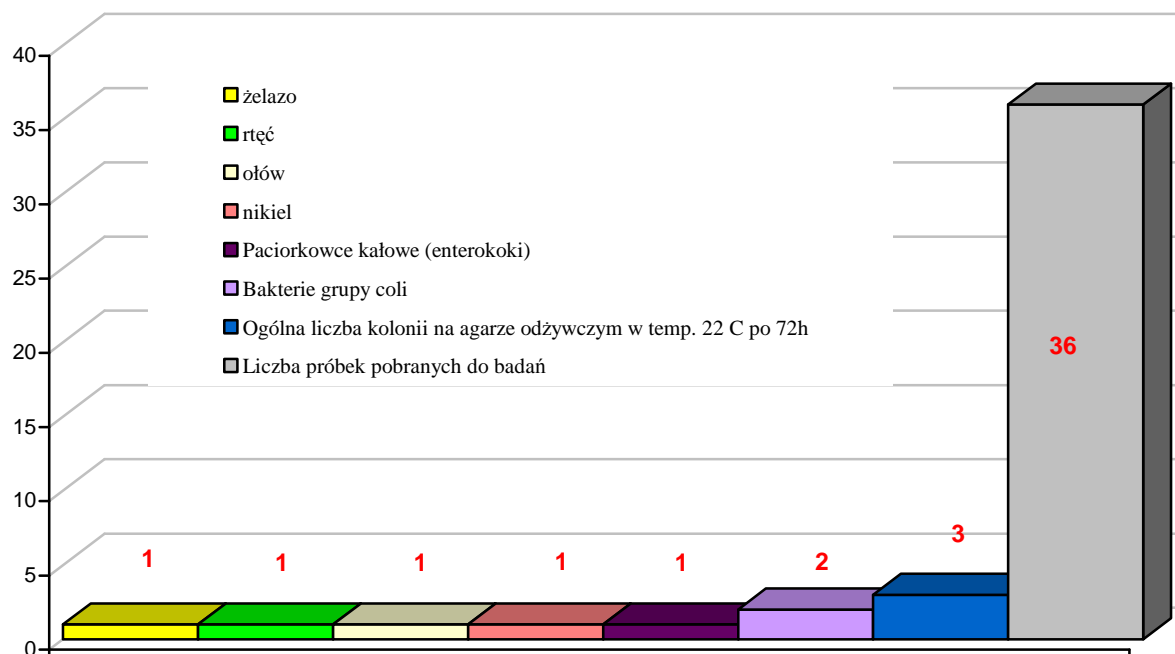 40
35
30
25
20
15
10
5
0
żelazo
rtęć
ołów
nikiel
Paciorkowce kałowe (enterokoki)
Bakterie grupy coli
Ogólna liczba kolonii na agarze odżywczym w temp. 22 C po 72h
Liczba próbek pobranych do badań
1
1
1
1
1
2
3
36